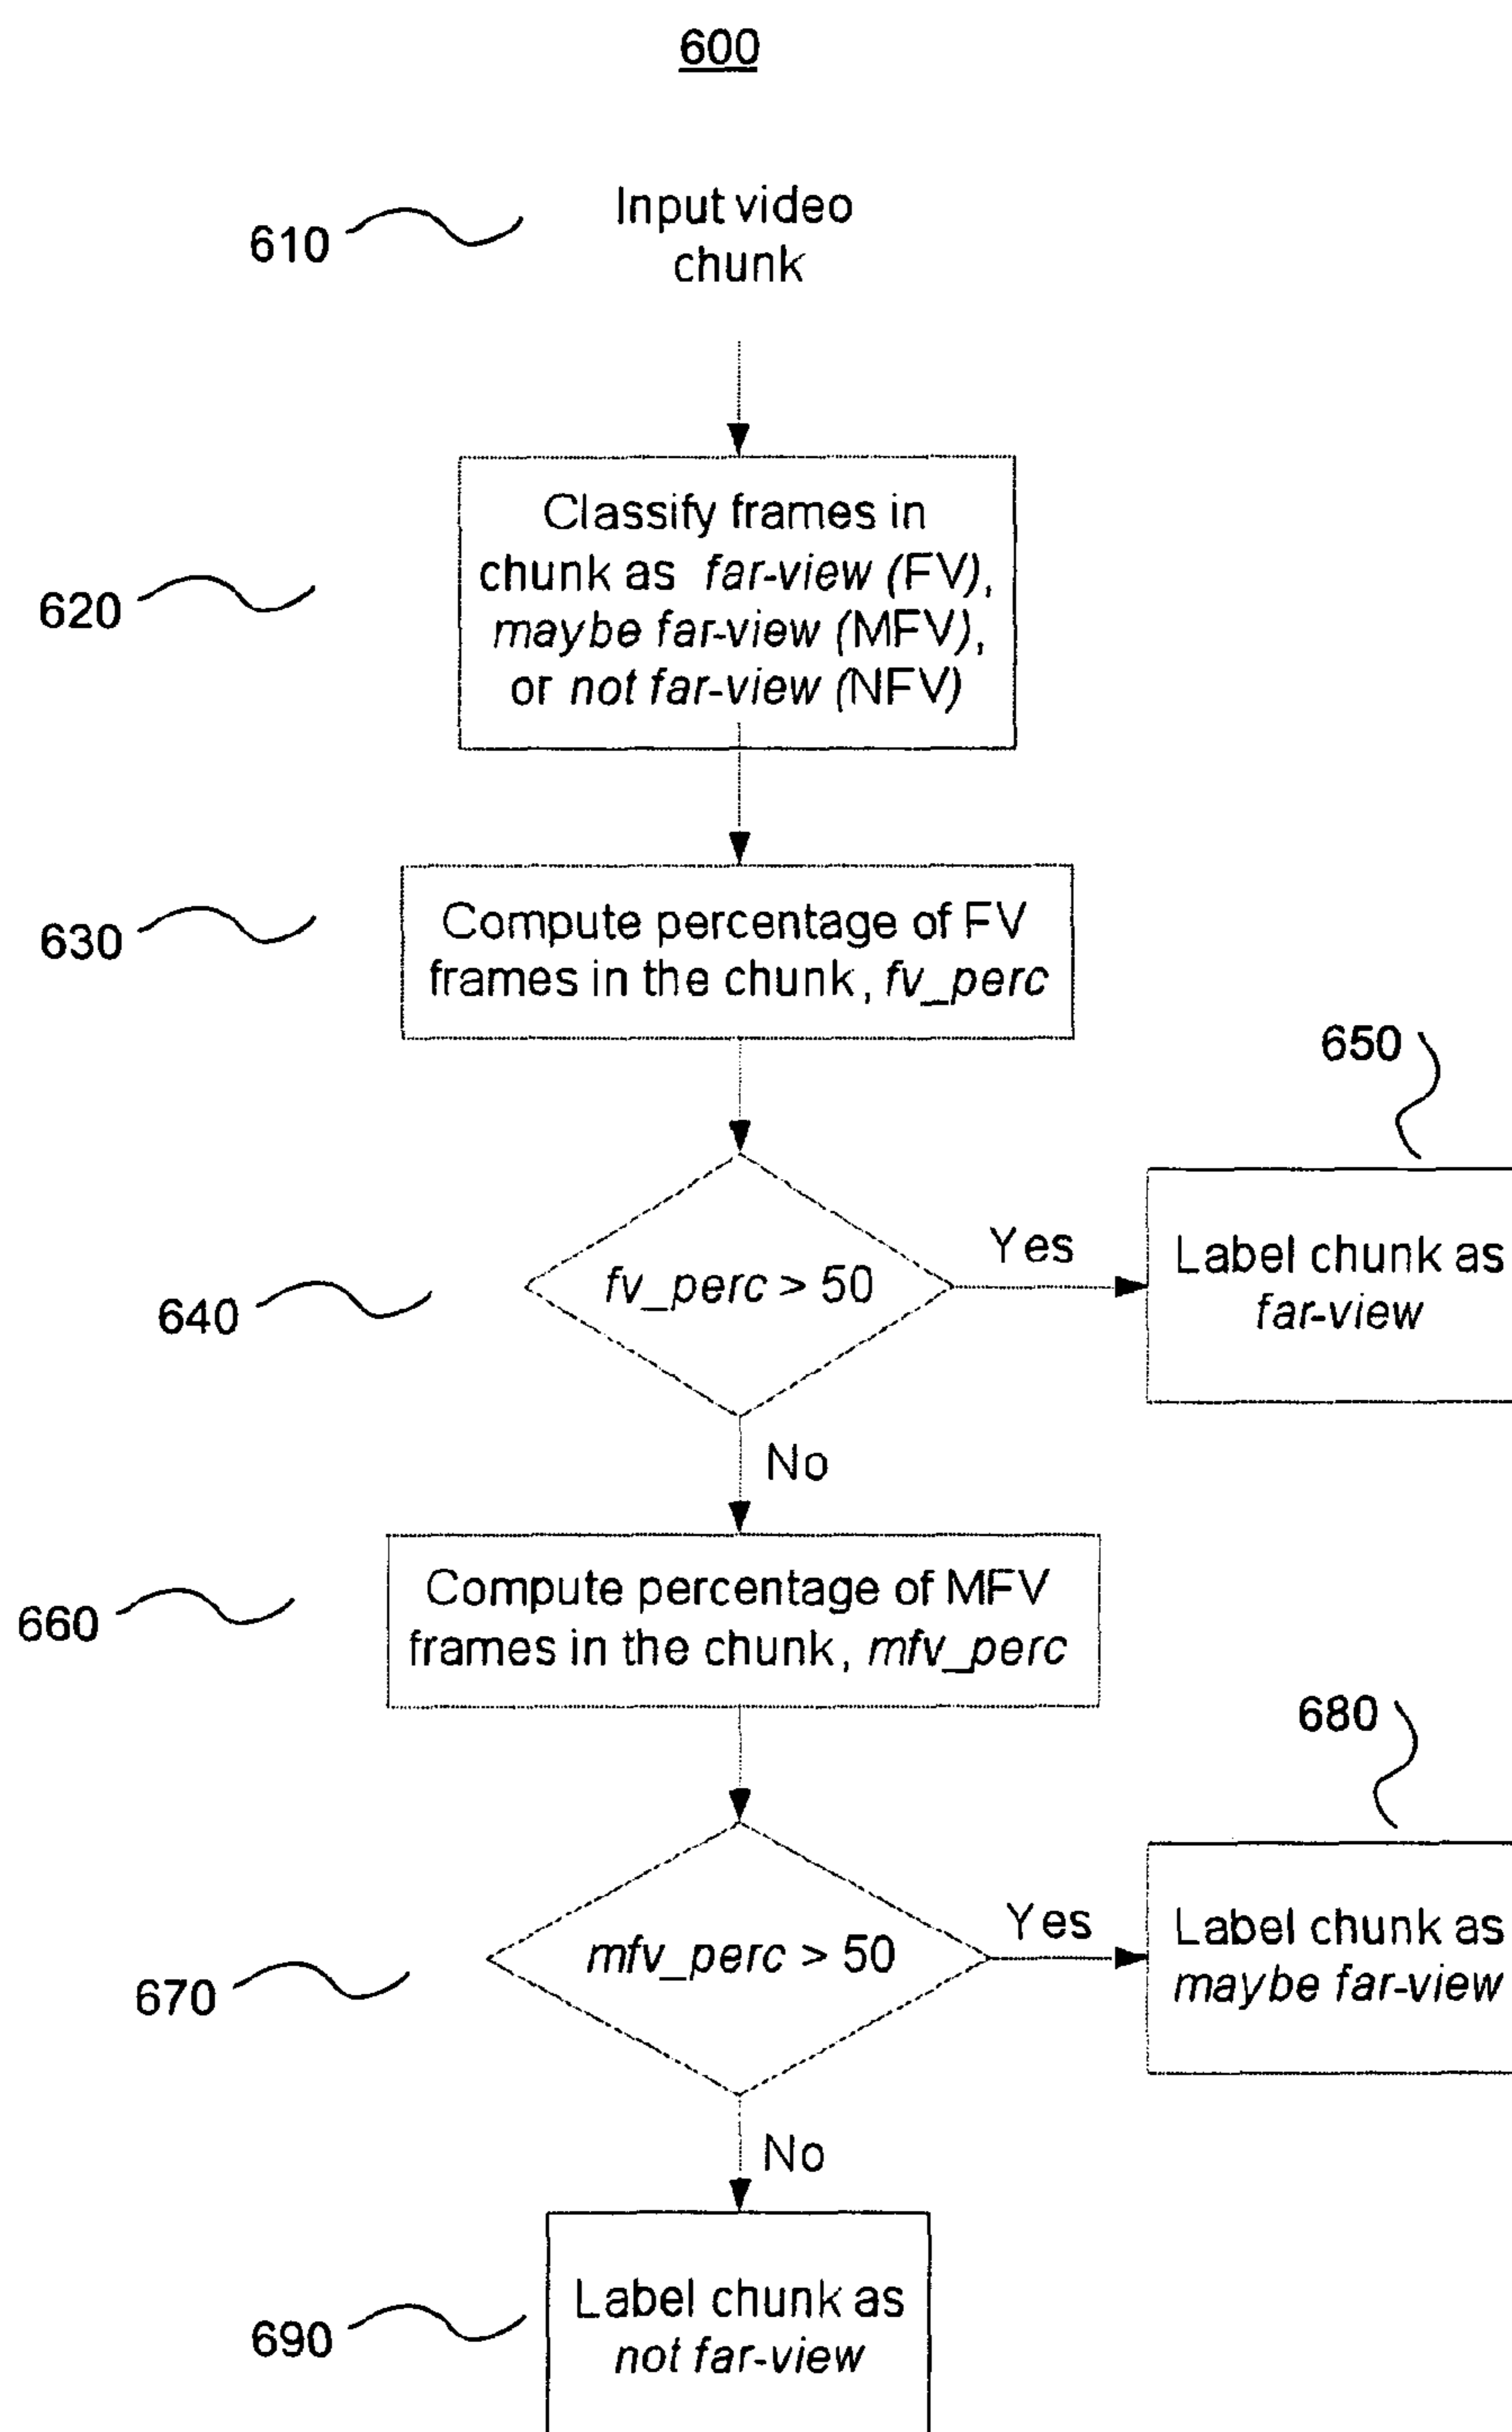 600
610
Input video
chunk
620
Classify frames in
chunk as far-view (FV),
maybe far-view (MFV),
or not far-view (NFV)
630
Compute percentage of FV
frames in the chunk, fv_perc
640
fv_perc > 50
Yes
650
Label chunk as
far-view
No
660
Compute percentage of MFV
frames in the chunk, mfv_perc
670
mfv_perc > 50
Yes
680
Label chunk as
maybe far-view
No
690
Label chunk as
not far-view